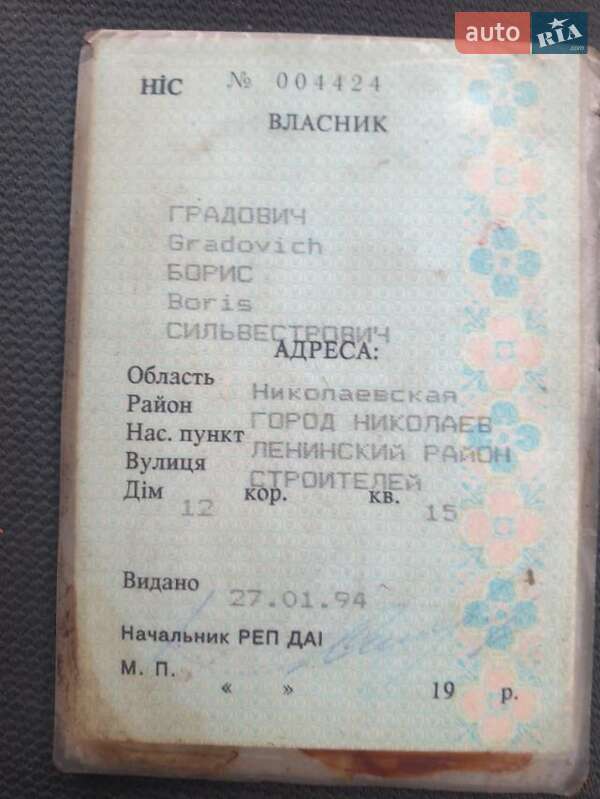 auto RIA .com
НІС № 004424
ВЛАСНИК
ГРАДОВИЧ
Gradovich
БОРИС
Boris
СИЛЬВЕСТРОВИЧ
АДРЕСА:
Область Николаевская
Район ГОРОД НИКОЛАЕВ
Нас. пункт ЛЕНИНСКИЙ РАЙОН
Вулиця СТРОИТЕЛЕЙ
Дім 12 кор. кв. 15
Видано 27.01.94
Начальник РЕП ДАІ
М. П.
« » 19 р.